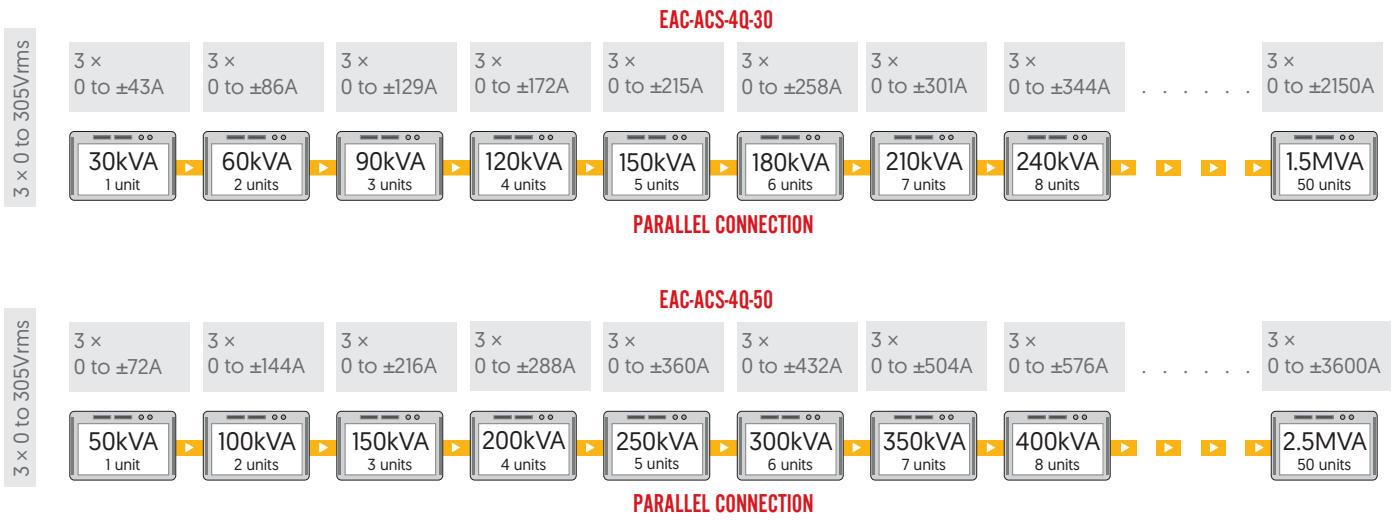 EAC-ACS-4Q-30
3 × 0 to 305Vrms
3 ×
0 to ±43A
3 ×
0 to ±86A
3 ×
0 to ±129A
3 ×
0 to ±172A
3 ×
0 to ±215A
3 ×
0 to ±258A
3 ×
0 to ±301A
3 ×
0 to ±344A
. . . . . .
3 ×
0 to ±2150A
30kVA
1 unit
60kVA
2 units
90kVA
3 units
120kVA
4 units
150kVA
5 units
180kVA
6 units
210kVA
7 units
240kVA
8 units
1.5MVA
50 units
PARALLEL CONNECTION
EAC-ACS-4Q-50
3 × 0 to 305Vrms
3 ×
0 to ±72A
3 ×
0 to ±144A
3 ×
0 to ±216A
3 ×
0 to ±288A
3 ×
0 to ±360A
3 ×
0 to ±432A
3 ×
0 to ±504A
3 ×
0 to ±576A
. . . . . .
3 ×
0 to ±3600A
50kVA
1 unit
100kVA
2 units
150kVA
3 units
200kVA
4 units
250kVA
5 units
300kVA
6 units
350kVA
7 units
400kVA
8 units
2.5MVA
50 units
PARALLEL CONNECTION